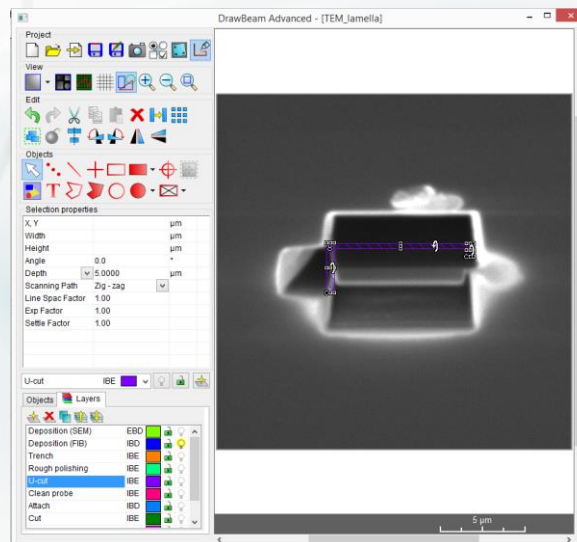 DrawBeam Advanced - [TEM_lamella]
Project
View
Edit
Objects
T
Selection properties
X, Y µm
Width µm
Height µm
Angle 0.0 °
Depth 5.0000 µm
Scanning Path Zig - zag
Line Spac Factor 1.00
Exp Factor 1.00
Settle Factor 1.00
U-cut IBE
Objects Layers
Deposition (SEM) EBD
Deposition (FIB) IBD
Trench IBE
Rough polishing IBE
U-cut IBE
Clean probe IBE
Attach IBD
Cut IBE
5 µm